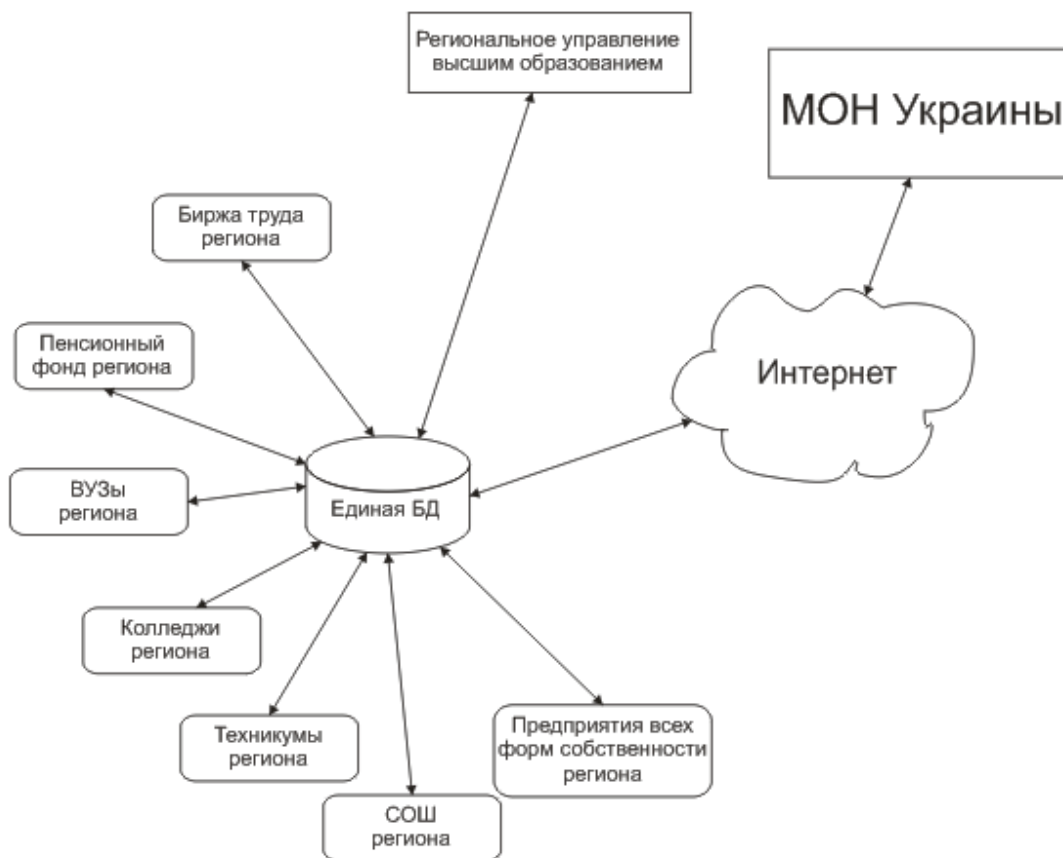 Региональное управление
высшим образованием
МОН Украины
Биржа труда
региона
Пенсионный
фонд региона
Интернет
ВУЗы
региона
Единая БД
Колледжи
региона
Техникумы
региона
Предприятия всех
форм собственности
региона
СОШ
региона